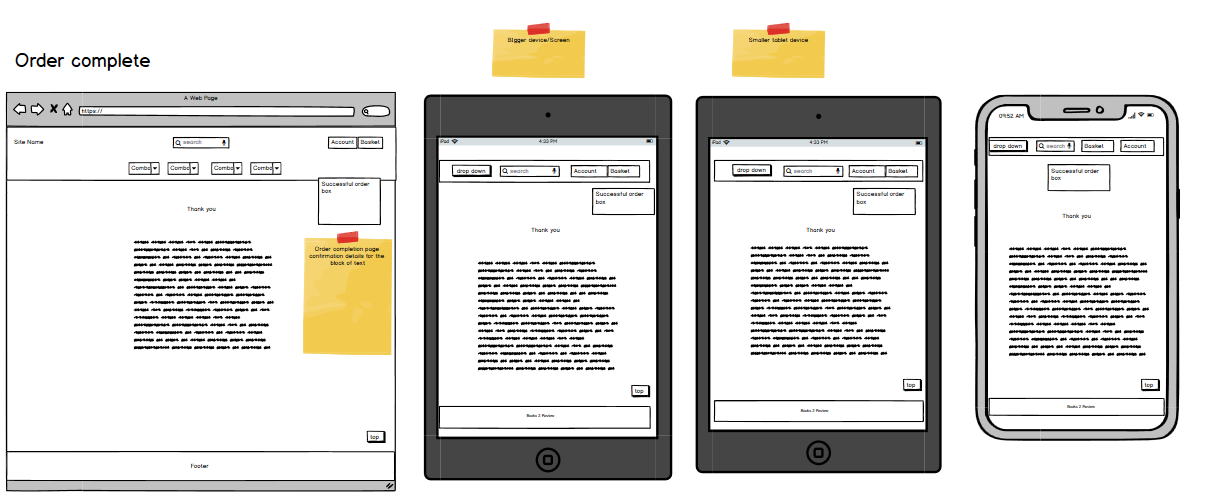 Order complete
A Web Page
https://
Site Name
search
Account
Basket
Combo
Combo
Combo
Combo
Successful order
box
Thank you
Order completion page
confirmation details for the
block of text
top
Footer
Bigger device/Screen
iPad
4:33 PM
drop down
search
Account
Basket
Successful order
box
Thank you
top
Books 2 Review
Smaller tablet device
iPad
4:33 PM
drop down
search
Account
Basket
Successful order
box
Thank you
top
Books 2 Review
09:52 AM
drop down
search
Basket
Account
Successful order
box
Thank you
top
Books 2 Review